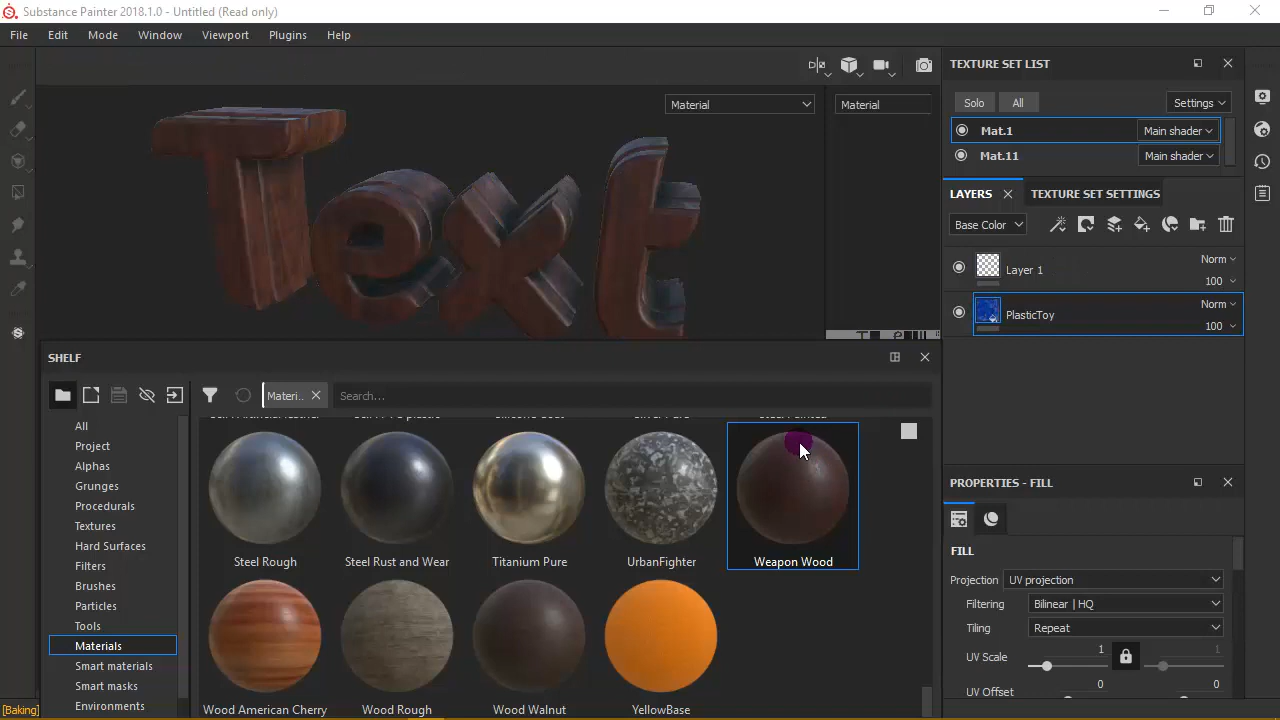 Substance Painter 2018.1.0 - Untitled (Read only)
File Edit Mode Window Viewport Plugins Help
Material
Material
Text
TEXTURE SET LIST
Solo All Settings
Mat.1 Main shader
Mat.11 Main shader
LAYERS TEXTURE SET SETTINGS
Base Color
Layer 1 Norm
100
PlasticToy Norm
100
SHELF
Materi.. Search...
All
Project
Alphas
Grunges
Procedurals
Textures
Hard Surfaces
Filters
Brushes
Particles
Tools
Materials
Smart materials
Smart masks
Environments
Steel Rough Steel Rust and Wear Titanium Pure UrbanFighter Weapon Wood
Wood American Cherry Wood Rough Wood Walnut YellowBase
PROPERTIES - FILL
FILL
Projection UV projection
Filtering Bilinear | HQ
Tiling Repeat
UV Scale 1 1
UV Offset 0 0
[Baking]